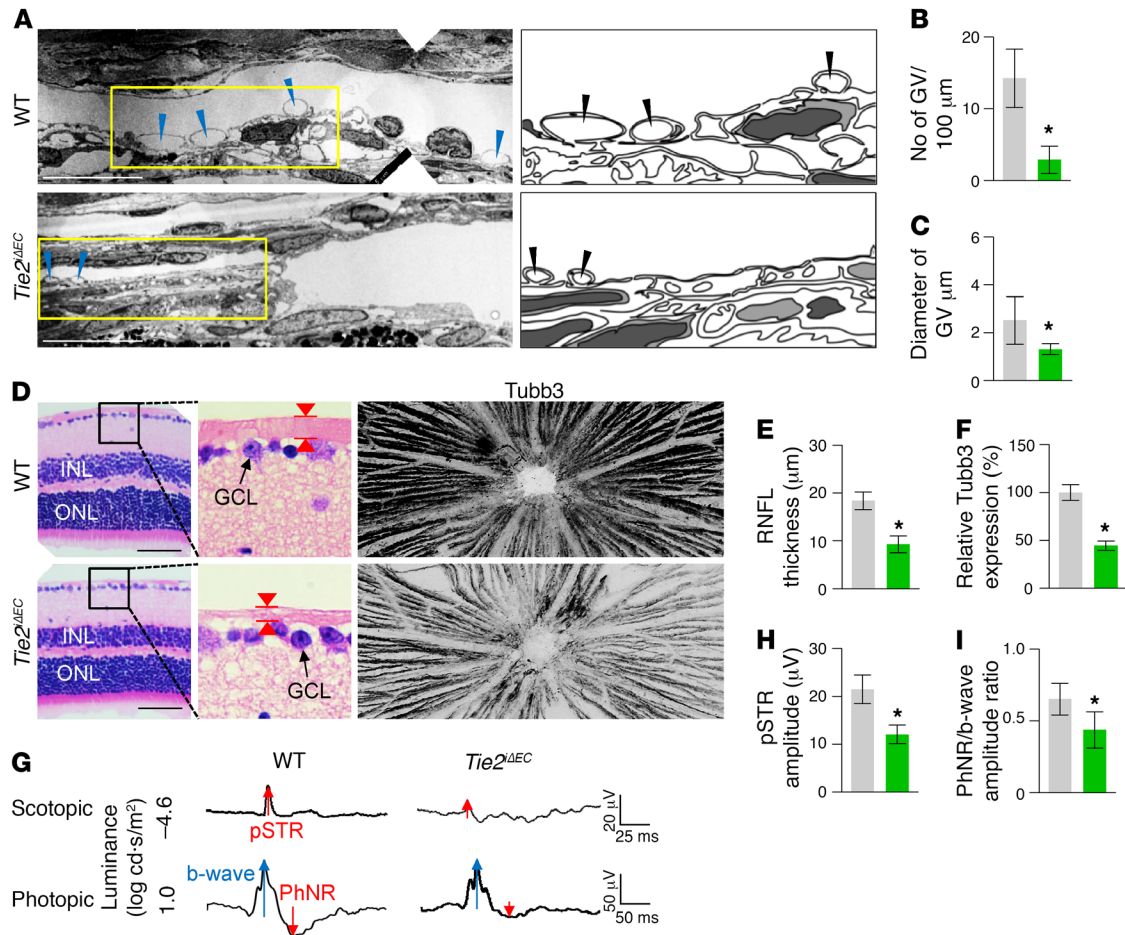 A
WT
Tie2iΔEC
B
No of GV/
100 μm
20
10
0
*
C
Diameter of
GV μm
6
4
2
0
*
D
Tubb3
WT
INL
ONL
GCL
Tie2iΔEC
INL
ONL
GCL
E
RNFL
thickness (μm)
30
20
10
0
*
F
Relative Tubb3
expression (%)
150
100
50
0
*
G
WT
Tie2iΔEC
Scotopic
Photopic
Luminance
(log cd·s/m²)
–4.6
1.0
pSTR
20 μV
25 ms
b-wave
PhNR
50 μV
50 ms
H
pSTR
amplitude (μV)
30
20
10
0
*
I
PhNR/b-wave
amplitude ratio
1.0
0.5
0
*